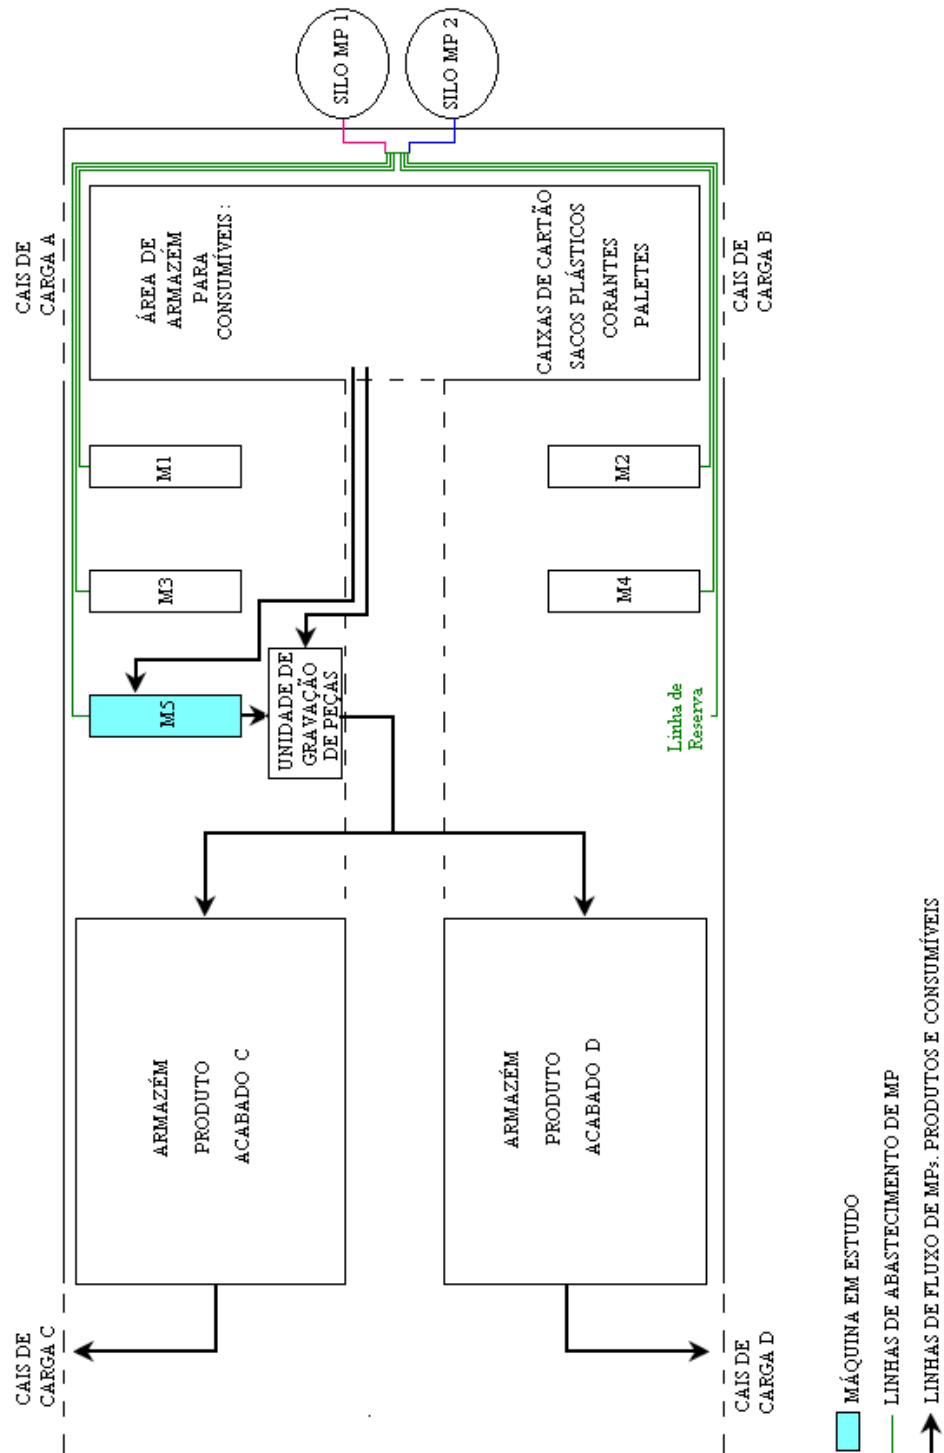 SILO MP 1
SILO MP 2
CAIS DE
CARGA A
ÁREA DE
ARMAZÉM
PARA
CONSUMÍVEIS :
CAIXAS DE CARTÃO
SACOS PLÁSTICOS
CORANTES
PALETES
CAIS DE
CARGA B
M1
M2
M3
M4
M5
UNIDADE DE
GRAVAÇÃO
DE PEÇAS
Linha de
Reserva
ARMAZÉM
PRODUTO
ACABADO C
ARMAZÉM
PRODUTO
ACABADO D
CAIS DE
CARGA C
CAIS DE
CARGA D
MÁQUINA EM ESTUDO
LINHAS DE ABASTECIMENTO DE MP
LINHAS DE FLUXO DE MPs. PRODUTOS E CONSUMÍVEIS